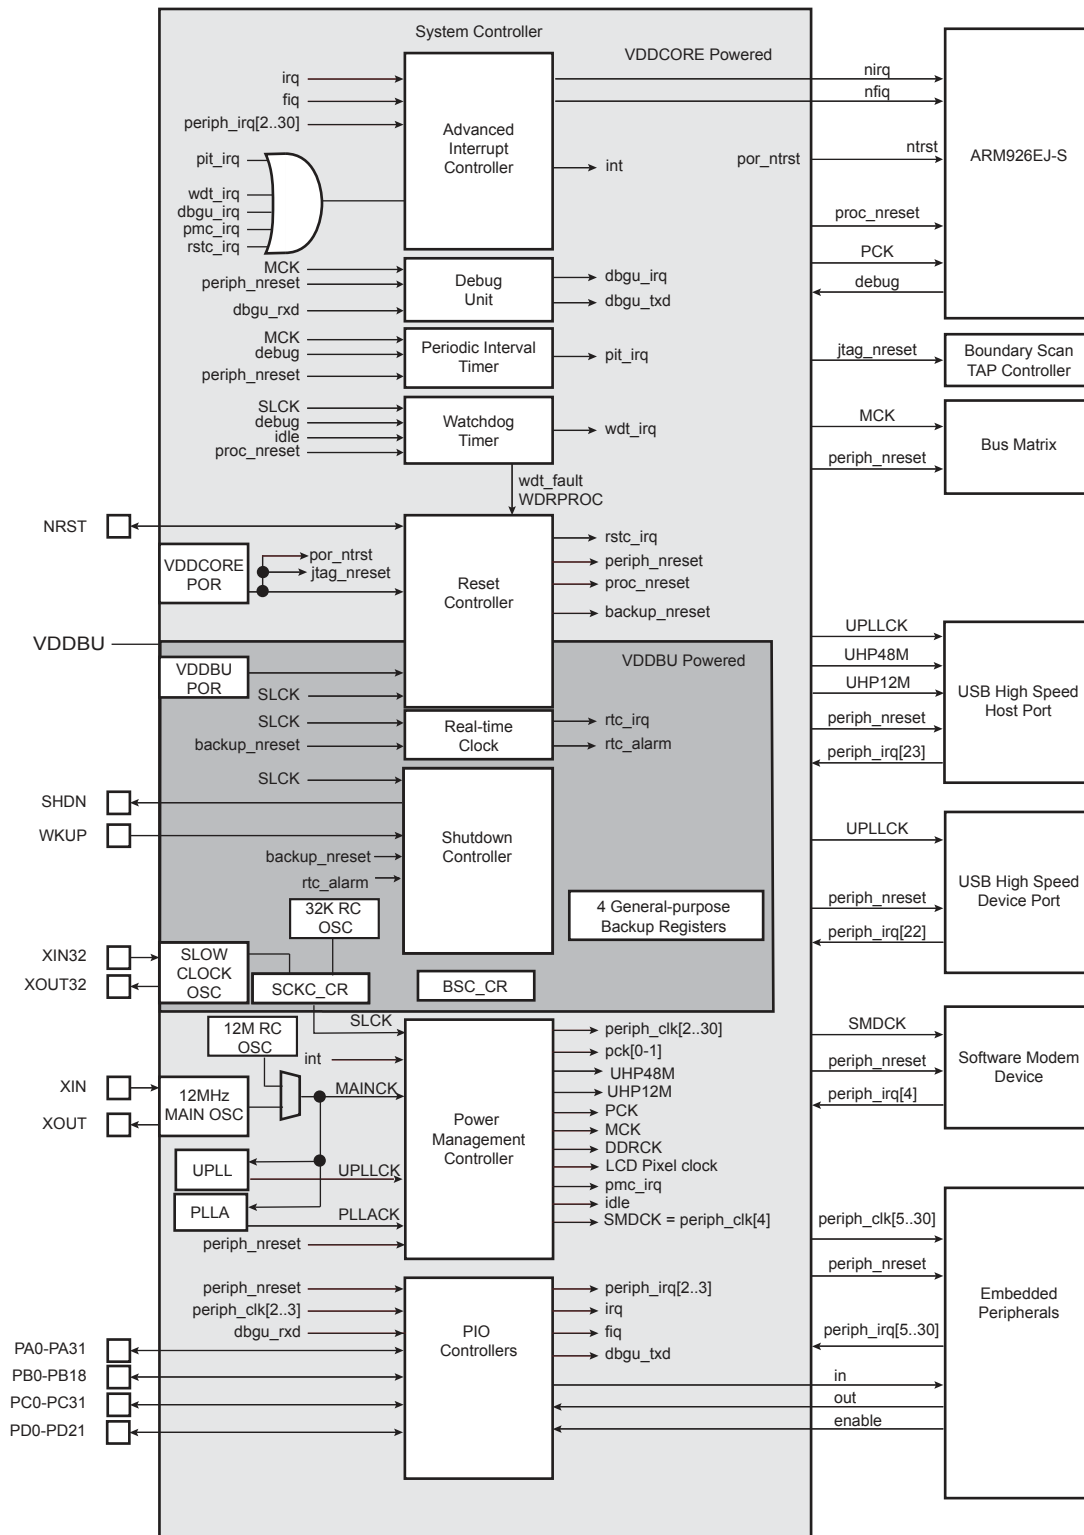 System Controller
VDDCORE Powered
irq
fiq
periph_irq[2..30]
pit_irq
wdt_irq
dbgu_irq
pmc_irq
rstc_irq
Advanced
Interrupt
Controller
int
nirq
nfiq
por_ntrst
ntrst
proc_nreset
PCK
debug
ARM926EJ-S
MCK
periph_nreset
dbgu_rxd
Debug
Unit
dbgu_irq
dbgu_txd
MCK
debug
periph_nreset
Periodic Interval
Timer
pit_irq
jtag_nreset
Boundary Scan
TAP Controller
SLCK
debug
idle
proc_nreset
Watchdog
Timer
wdt_irq
wdt_fault
WDRPROC
MCK
periph_nreset
Bus Matrix
NRST
VDDCORE
POR
por_ntrst
jtag_nreset
Reset
Controller
rstc_irq
periph_nreset
proc_nreset
backup_nreset
VDDBU
VDDBU Powered
VDDBU
POR
SLCK
UPLLCK
UHP48M
UHP12M
periph_nreset
periph_irq[23]
USB High Speed
Host Port
SLCK
backup_nreset
Real-time
Clock
rtc_irq
rtc_alarm
SLCK
SHDN
WKUP
backup_nreset
rtc_alarm
Shutdown
Controller
4 General-purpose
Backup Registers
UPLLCK
periph_nreset
periph_irq[22]
USB High Speed
Device Port
32K RC
OSC
XIN32
XOUT32
SLOW
CLOCK
OSC
SCKC_CR
BSC_CR
12M RC
OSC
SLCK
int
XIN
XOUT
12MHz
MAIN OSC
MAINCK
UPLL
UPLLCK
PLLA
PLLACK
periph_nreset
Power
Management
Controller
periph_clk[2..30]
pck[0-1]
UHP48M
UHP12M
PCK
MCK
DDRCK
LCD Pixel clock
pmc_irq
idle
SMDCK = periph_clk[4]
SMDCK
periph_nreset
periph_irq[4]
Software Modem
Device
periph_nreset
periph_clk[2..3]
dbgu_rxd
PA0-PA31
PB0-PB18
PC0-PC31
PD0-PD21
PIO
Controllers
periph_irq[2..3]
irq
fiq
dbgu_txd
periph_clk[5..30]
periph_nreset
periph_irq[5..30]
in
out
enable
Embedded
Peripherals